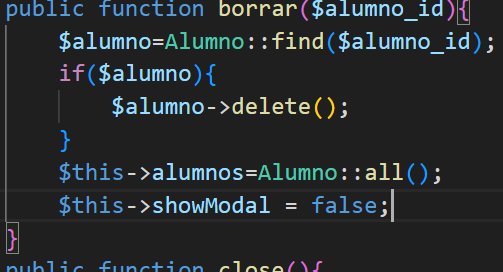 public function borrar($alumno_id){
$alumno=Alumno::find($alumno_id);
if($alumno){
$alumno->delete();
}
$this->alumnos=Alumno::all();
$this->showModal = false;
}
public function close(){